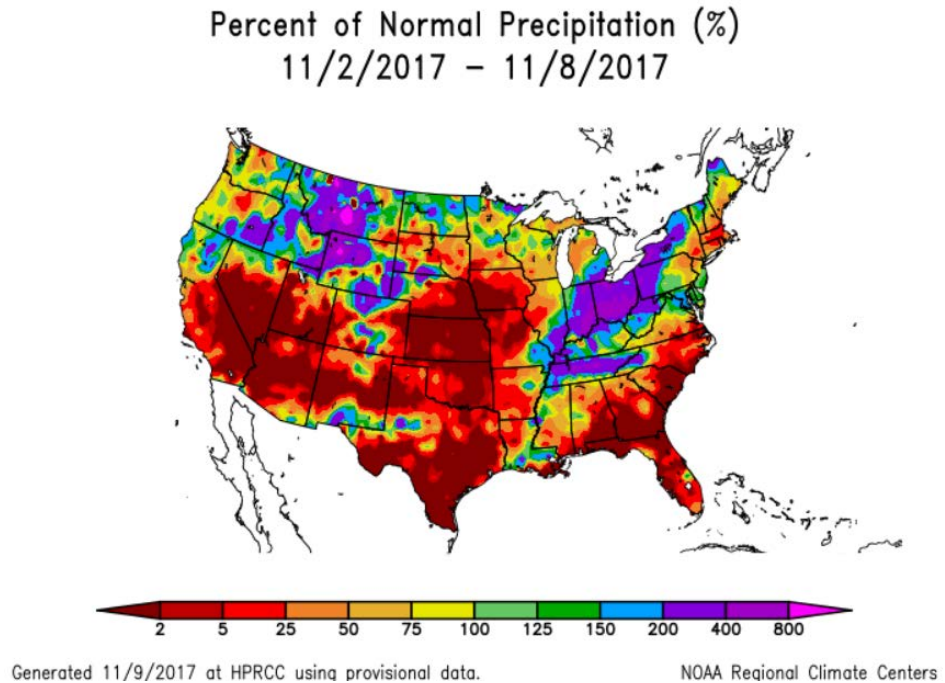 Percent of Normal Precipitation (%)
11/2/2017 – 11/8/2017
2 5 25 50 75 100 125 150 200 400 800
Generated 11/9/2017 at HPRCC using provisional data.
NOAA Regional Climate Centers